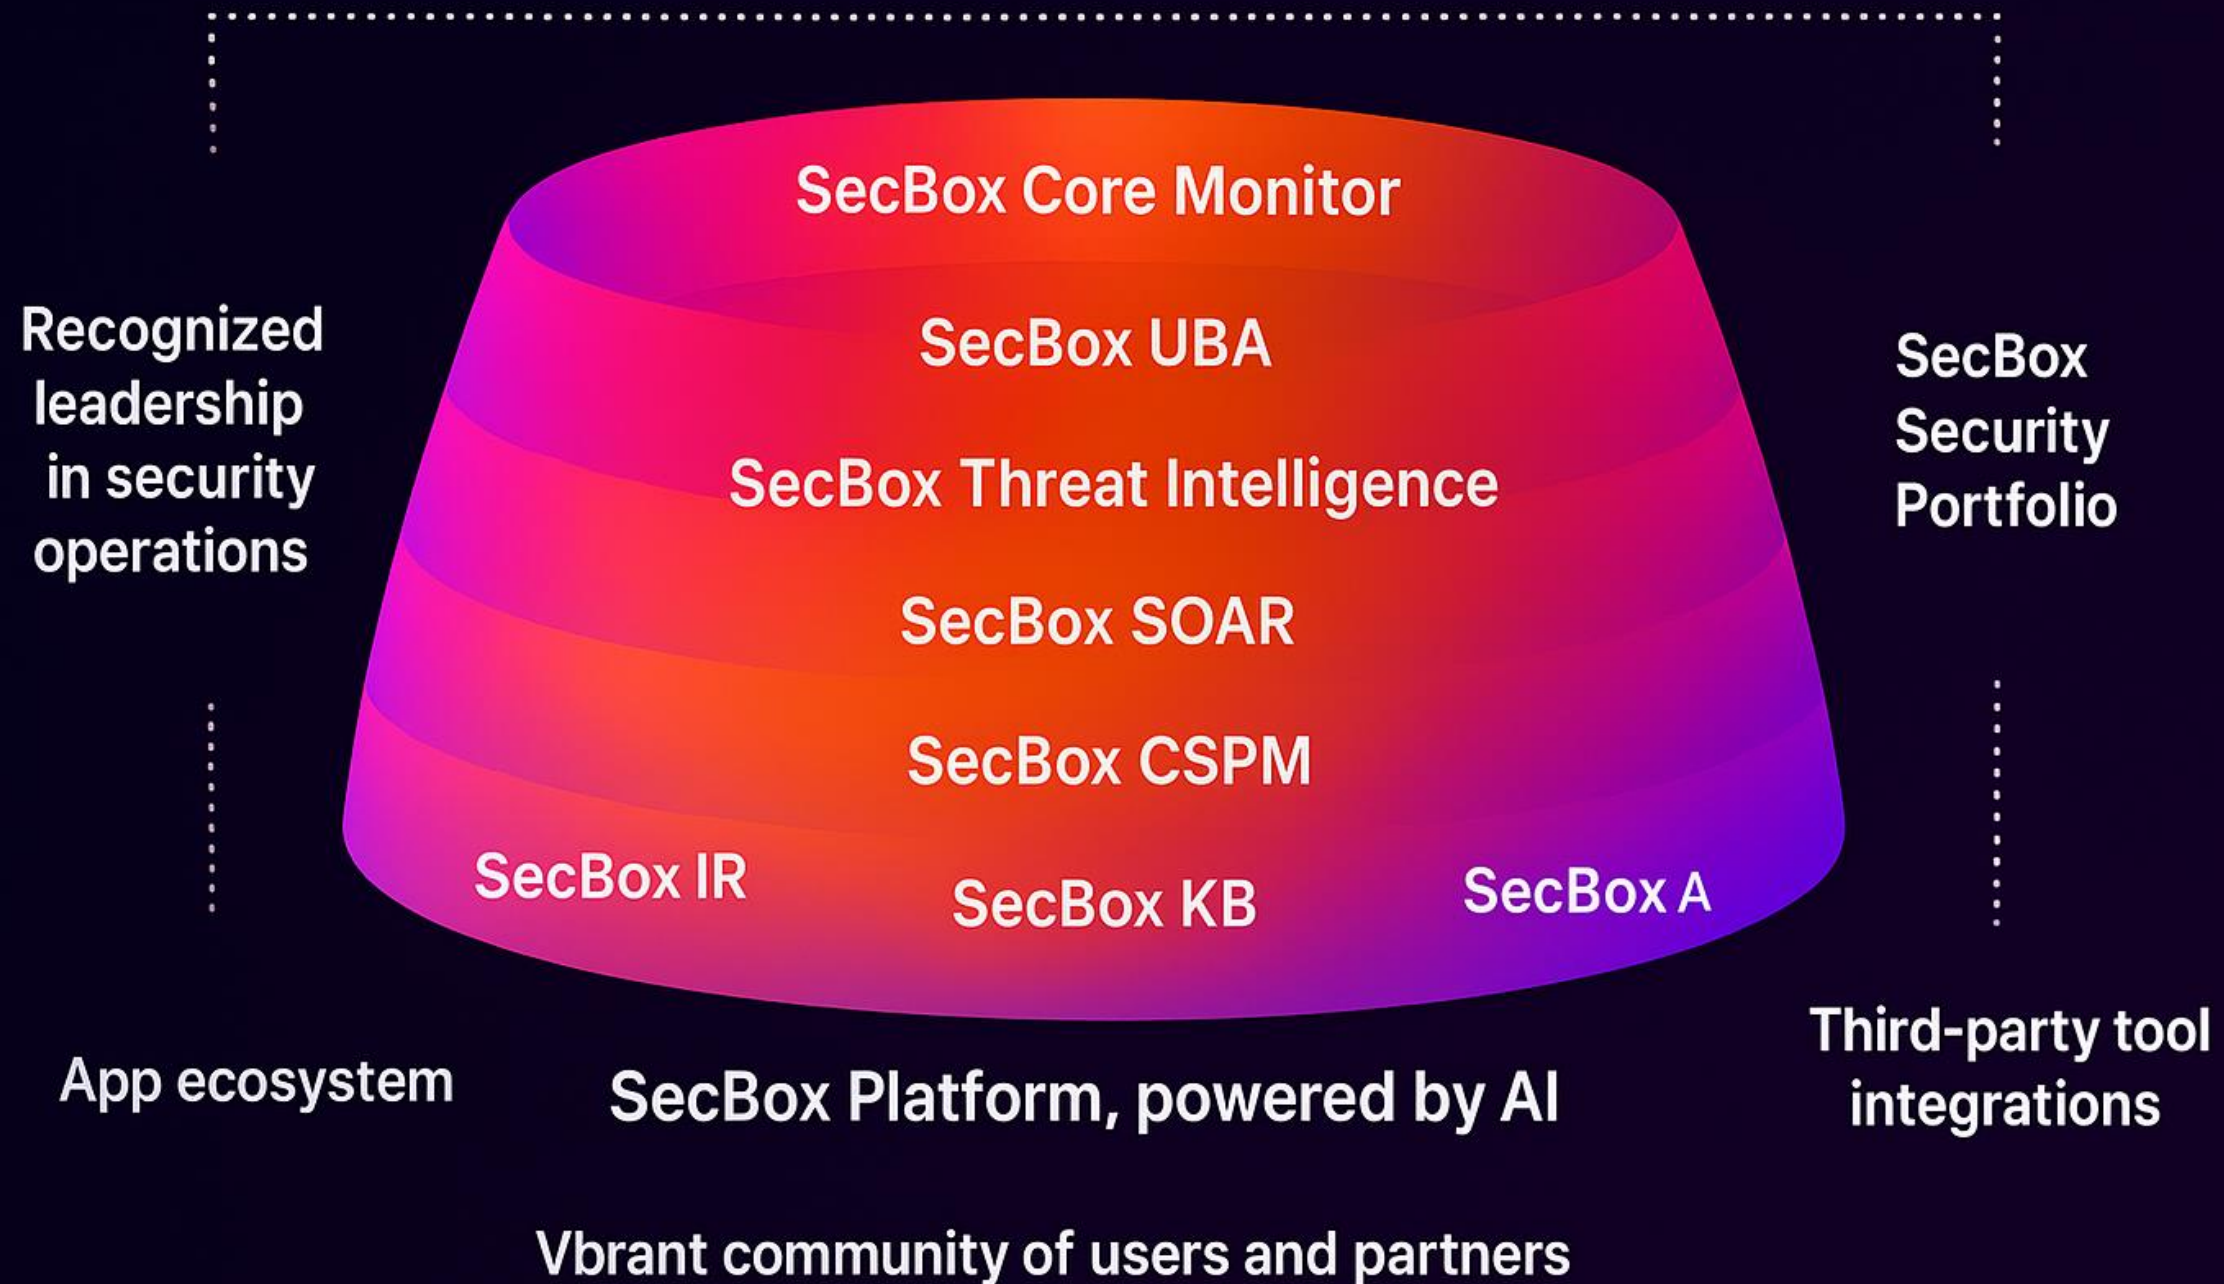 SecBox Core Monitor
SecBox UBA
SecBox Threat Intelligence
SecBox SOAR
SecBox CSPM
SecBox IR
SecBox KB
SecBox A
Recognized
leadership
in security
operations
SecBox
Security
Portfolio
App ecosystem
SecBox Platform, powered by AI
Third-party tool
integrations
Vbrant community of users and partners